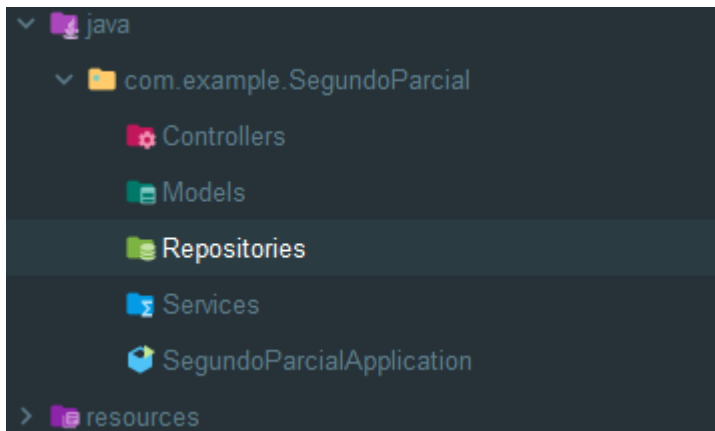 java
com.example.SegundoParcial
Controllers
Models
Repositories
Services
SegundoParcialApplication
resources